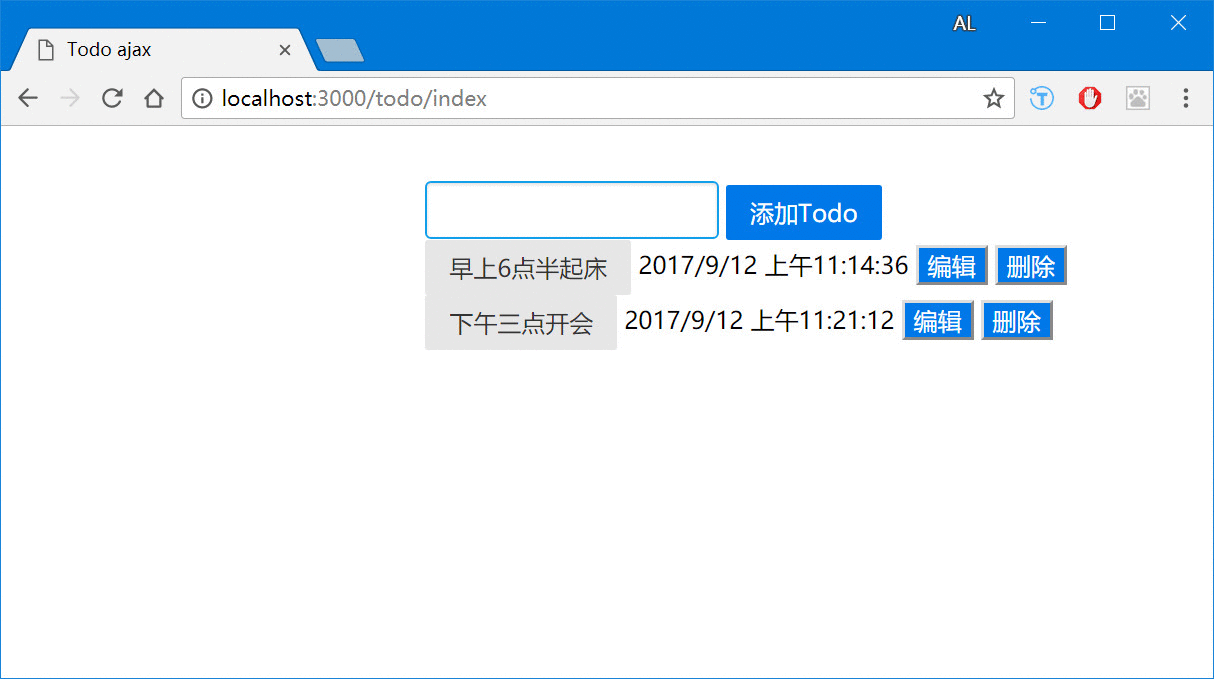 AL
Todo ajax
localhost:3000/todo/index
添加Todo
早上6点半起床 2017/9/12 上午11:14:36 编辑 删除
下午三点开会 2017/9/12 上午11:21:12 编辑 删除